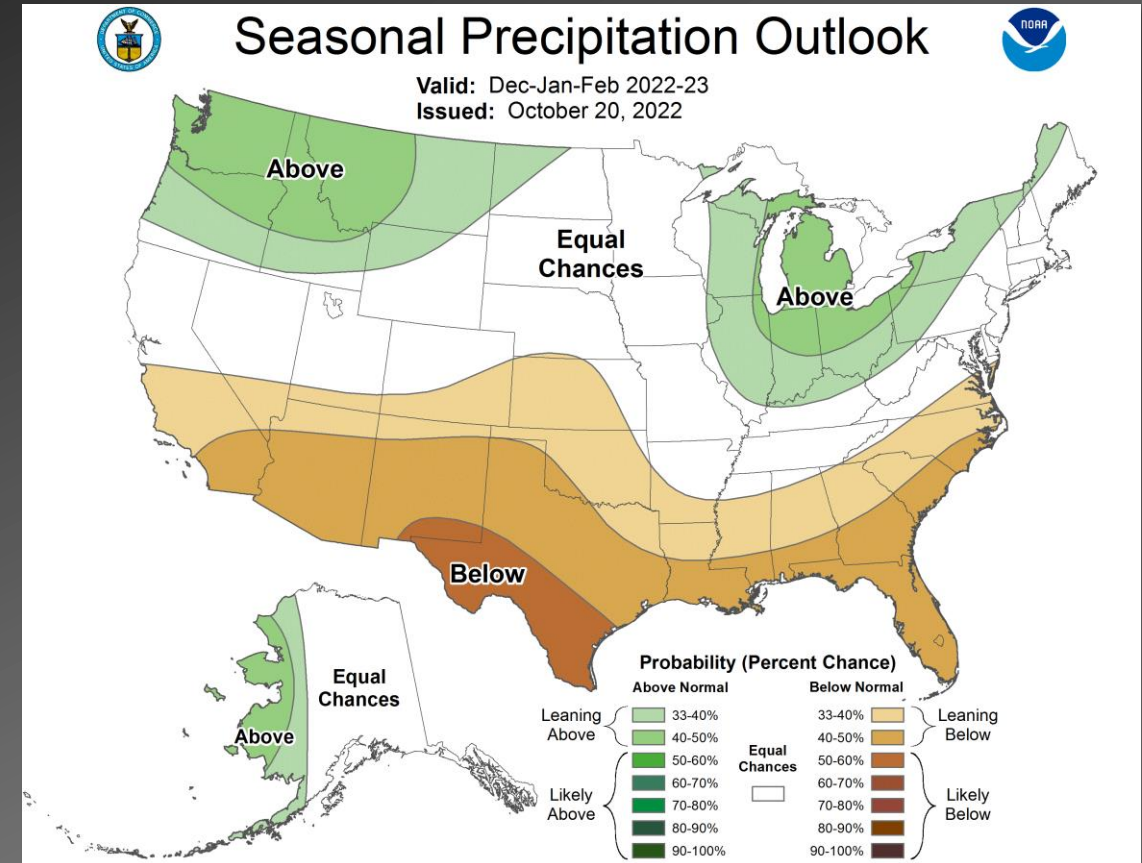 Seasonal Precipitation Outlook
NOAA
Valid: Dec-Jan-Feb 2022-23
Issued: October 20, 2022
Above
Equal
Chances
Above
Below
Equal
Chances
Above
Probability (Percent Chance)
Above Normal
Below Normal
Leaning
Above
33-40%
40-50%
50-60%
60-70%
70-80%
80-90%
90-100%
Likely
Above
Equal
Chances
33-40%
40-50%
50-60%
60-70%
70-80%
80-90%
90-100%
Leaning
Below
Likely
Below